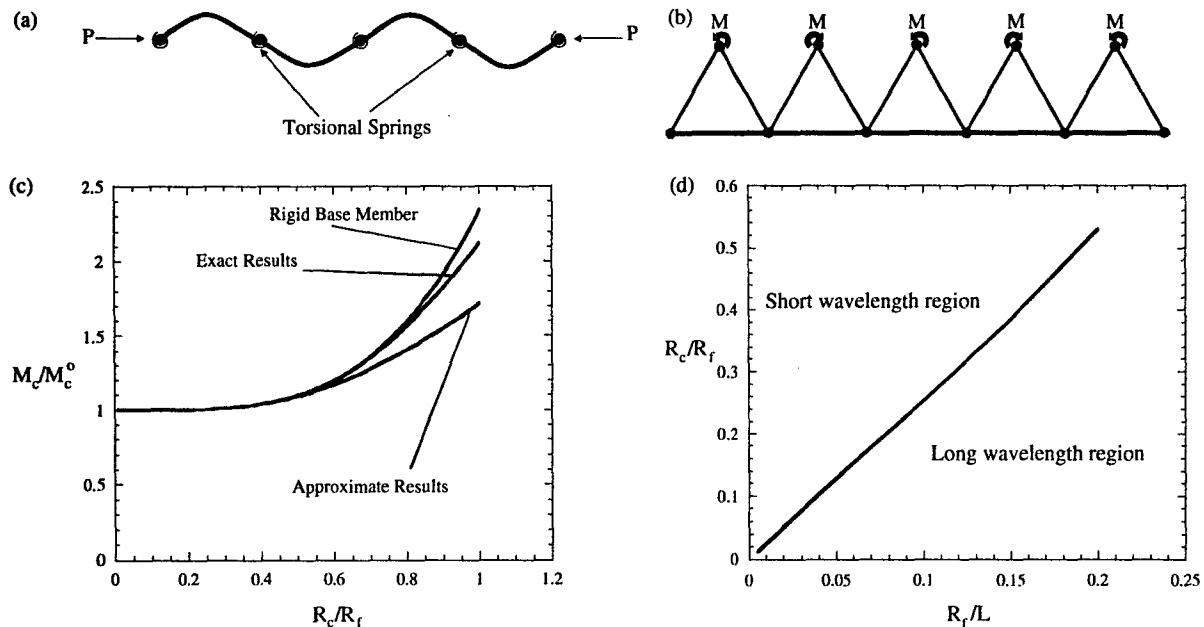 (a)
P
P
Torsional Springs
(b)
M M M M M
(c)
2.5
2
1.5
1
0.5
0
M_c/M_c^o
Rigid Base Member
Exact Results
Approximate Results
0 0.2 0.4 0.6 0.8 1 1.2
R_c/R_f
(d)
0.6
0.5
0.4
0.3
0.2
0.1
0
R_c/R_f
Short wavelength region
Long wavelength region
0 0.05 0.1 0.15 0.2 0.25
R_f/L